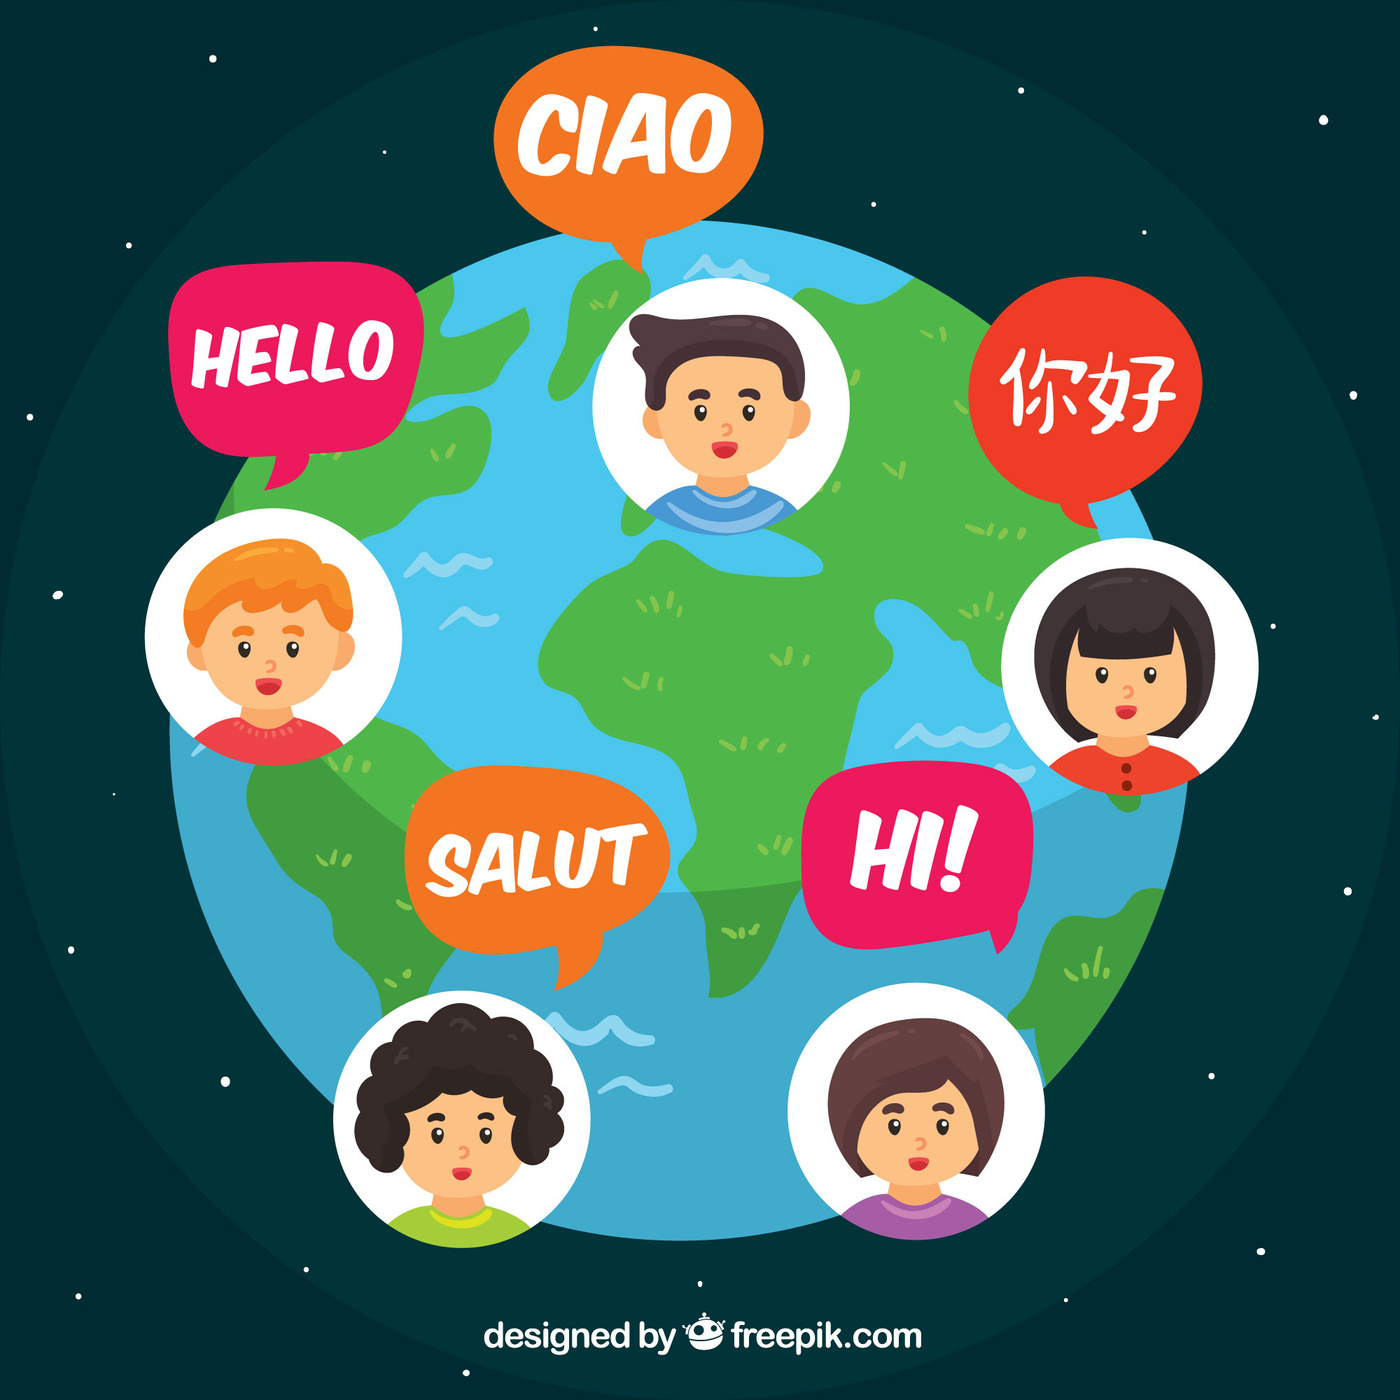 CIAO
HELLO
你好
SALUT
HI!
designed by freepik.com